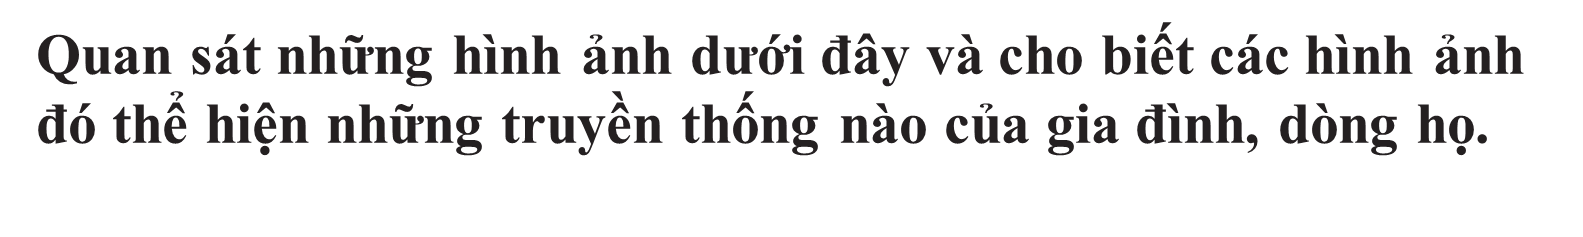 Quan sát những hình ảnh dưới đây và cho biết các hình ảnh
đó thể hiện những truyền thống nào của gia đình, dòng họ.